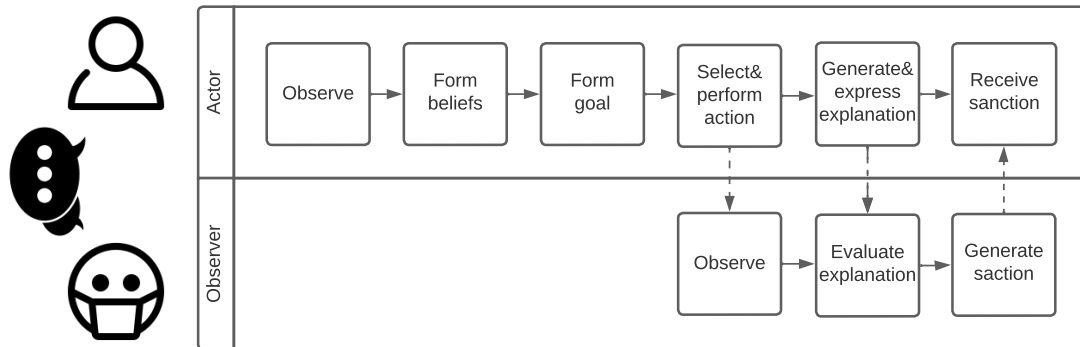 Actor
Observe
Form
beliefs
Form
goal
Select&
perform
action
Generate&
express
explanation
Receive
sanction
Observer
Observe
Evaluate
explanation
Generate
saction